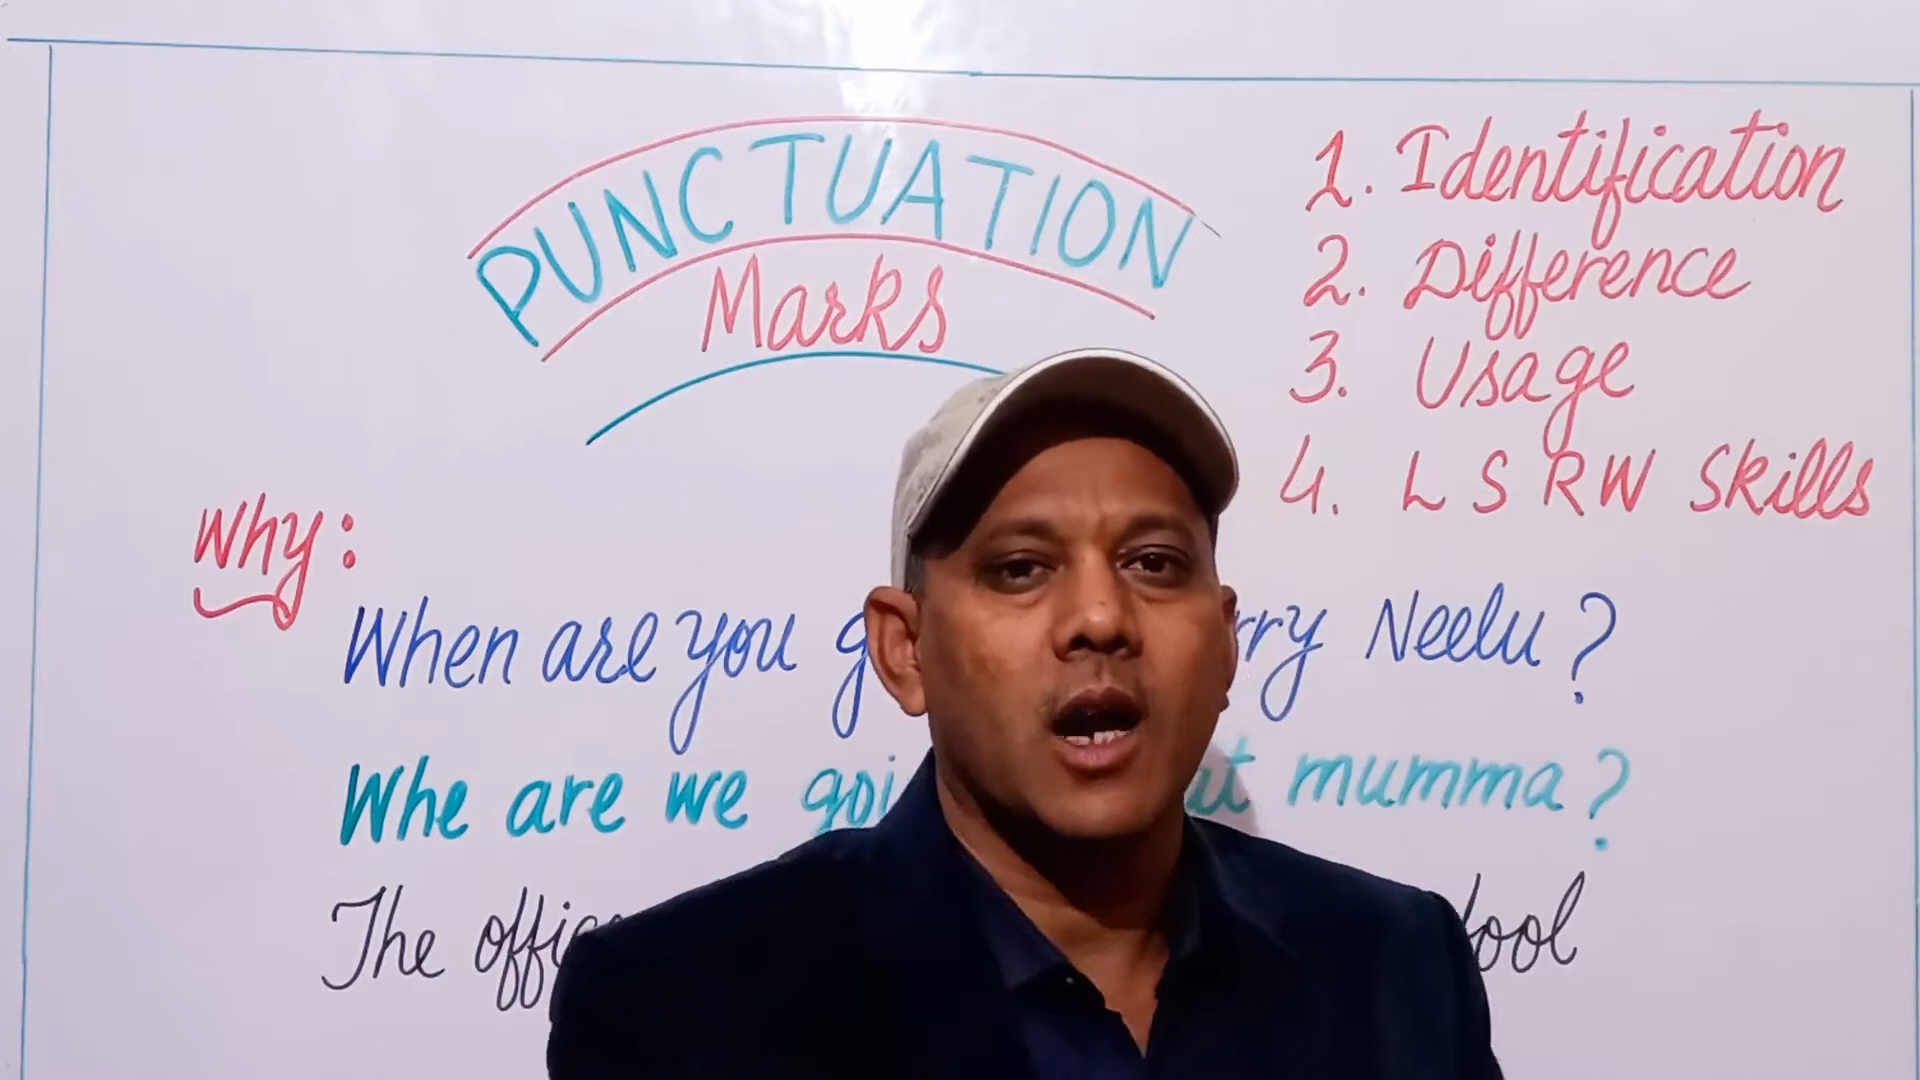 PUNCTUATION
Marks
1. Identification
2. Difference
3. Usage
4. L S R W Skills
Why:
When are you Neelu?
Whe are we mumma?
The